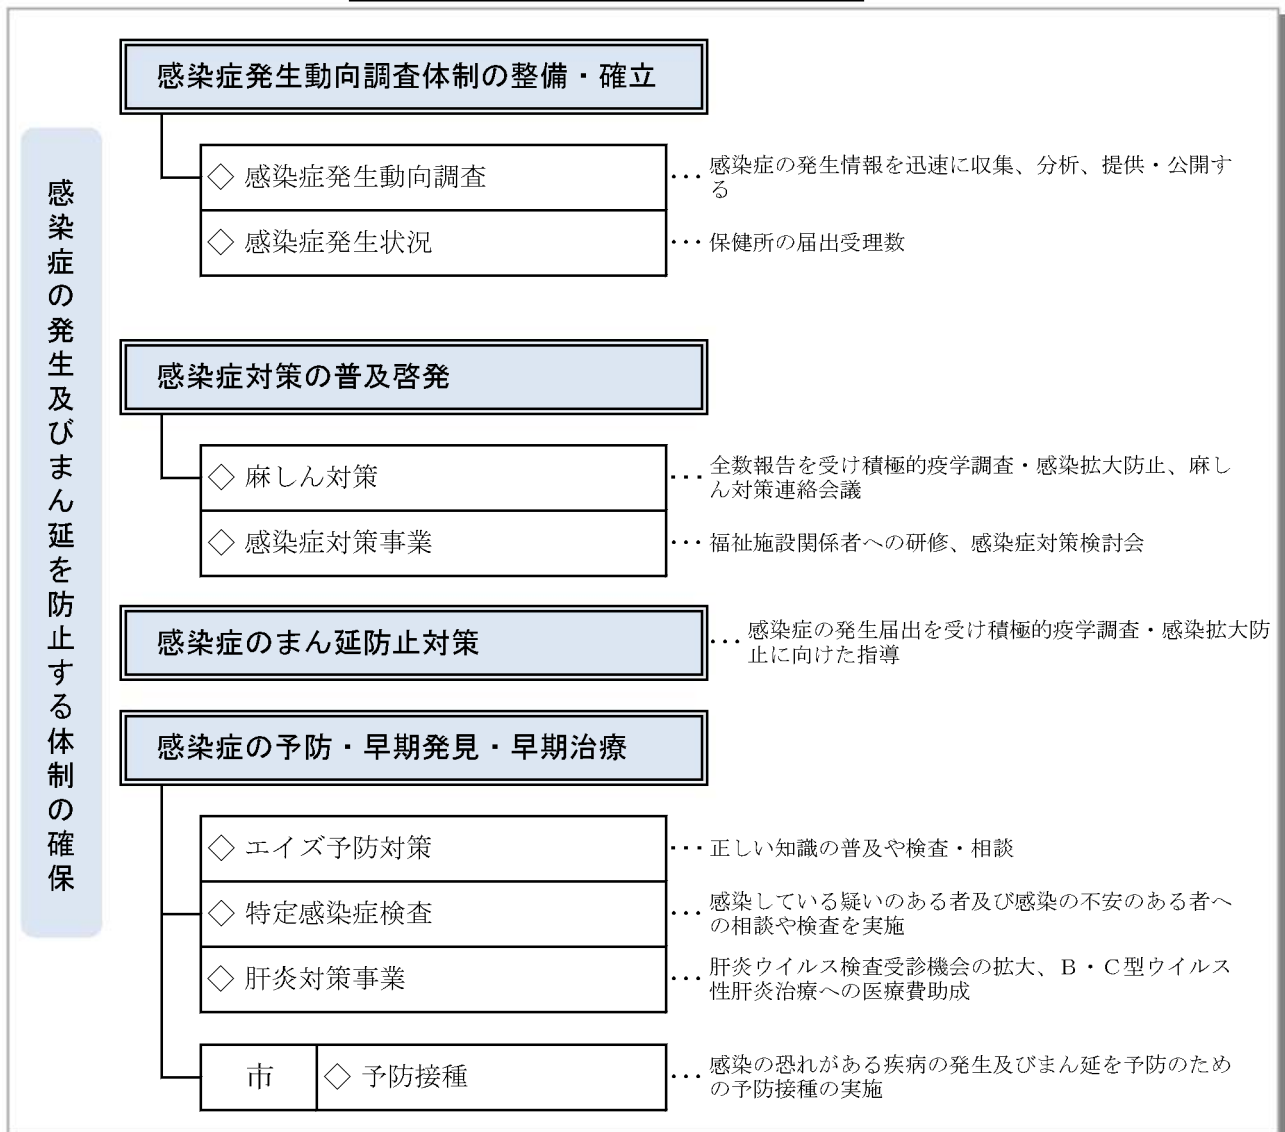 感染症の発生及びまん延を防止する体制の確保
感染症発生動向調査体制の整備・確立
◇ 感染症発生動向調査
･･･ 感染症の発生情報を迅速に収集、分析、提供・公開す
る
◇ 感染症発生状況
･･･ 保健所の届出受理数
感染症対策の普及啓発
◇ 麻しん対策
･･･ 全数報告を受け積極的疫学調査・感染拡大防止、麻し
ん対策連絡会議
◇ 感染症対策事業
･･･ 福祉施設関係者への研修、感染症対策検討会
感染症のまん延防止対策
･･･ 感染症の発生届出を受け積極的疫学調査・感染拡大防
止に向けた指導
感染症の予防・早期発見・早期治療
◇ エイズ予防対策
･･･ 正しい知識の普及や検査・相談
◇ 特定感染症検査
･･･ 感染している疑いのある者及び感染の不安のある者へ
の相談や検査を実施
◇ 肝炎対策事業
･･･ 肝炎ウイルス検査受診機会の拡大、Ｂ・Ｃ型ウイルス
性肝炎治療への医療費助成
市 ◇ 予防接種
･･･ 感染の恐れがある疾病の発生及びまん延を予防のため
の予防接種の実施